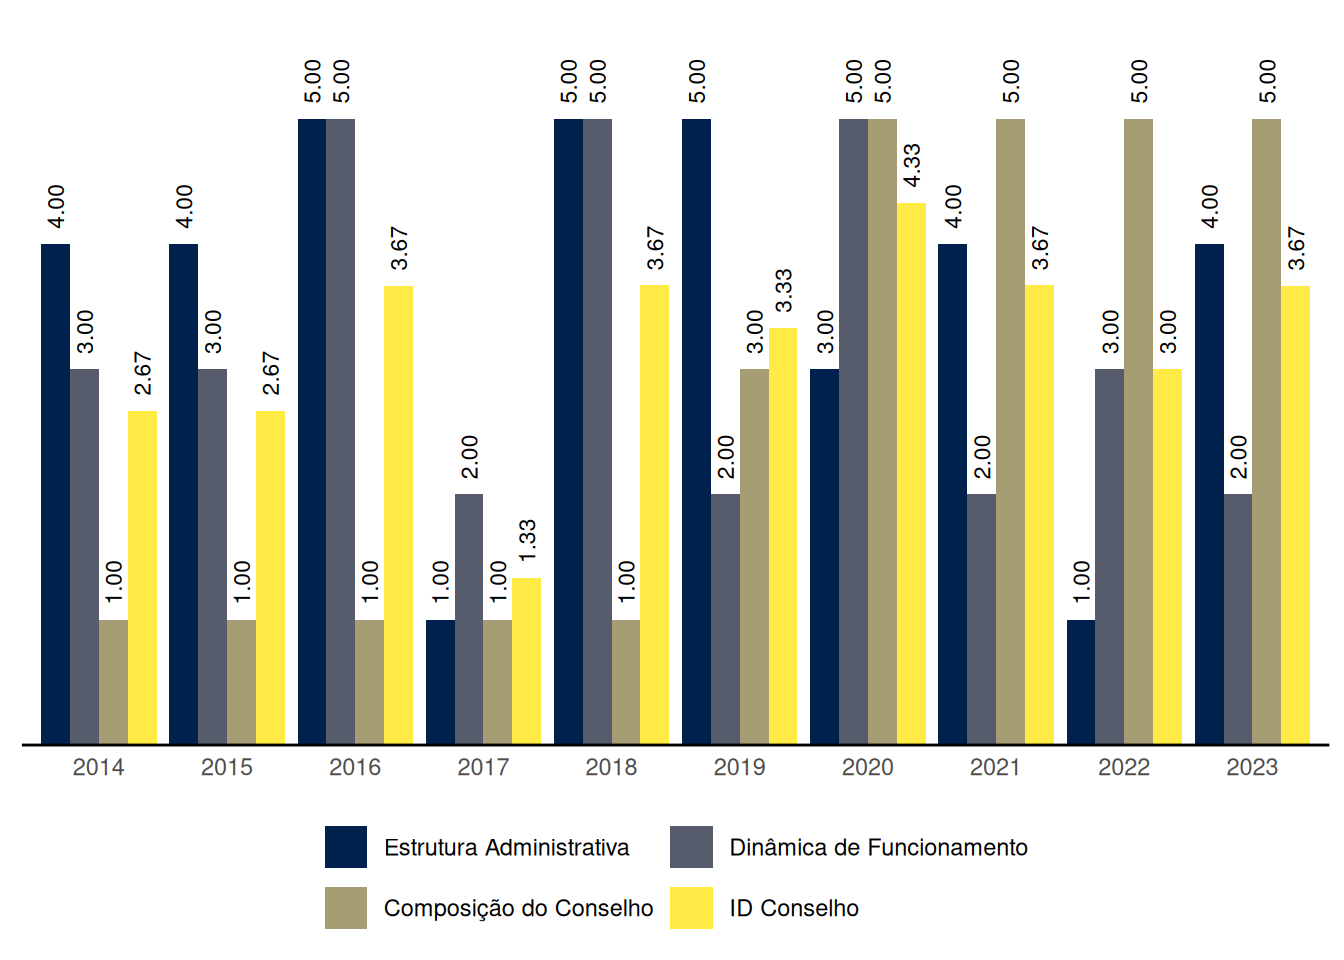 4.00 3.00 1.00 2.67
4.00 3.00 1.00 2.67
5.00 5.00 1.00 3.67
1.00 2.00 1.00 1.33
5.00 5.00 1.00 3.67
5.00 2.00 3.00 3.33
3.00 5.00 5.00 4.33
4.00 2.00 5.00 3.67
1.00 3.00 5.00 3.00
4.00 2.00 5.00 3.67
2014 2015 2016 2017 2018 2019 2020 2021 2022 2023
Estrutura Administrativa Dinâmica de Funcionamento
Composição do Conselho ID Conselho